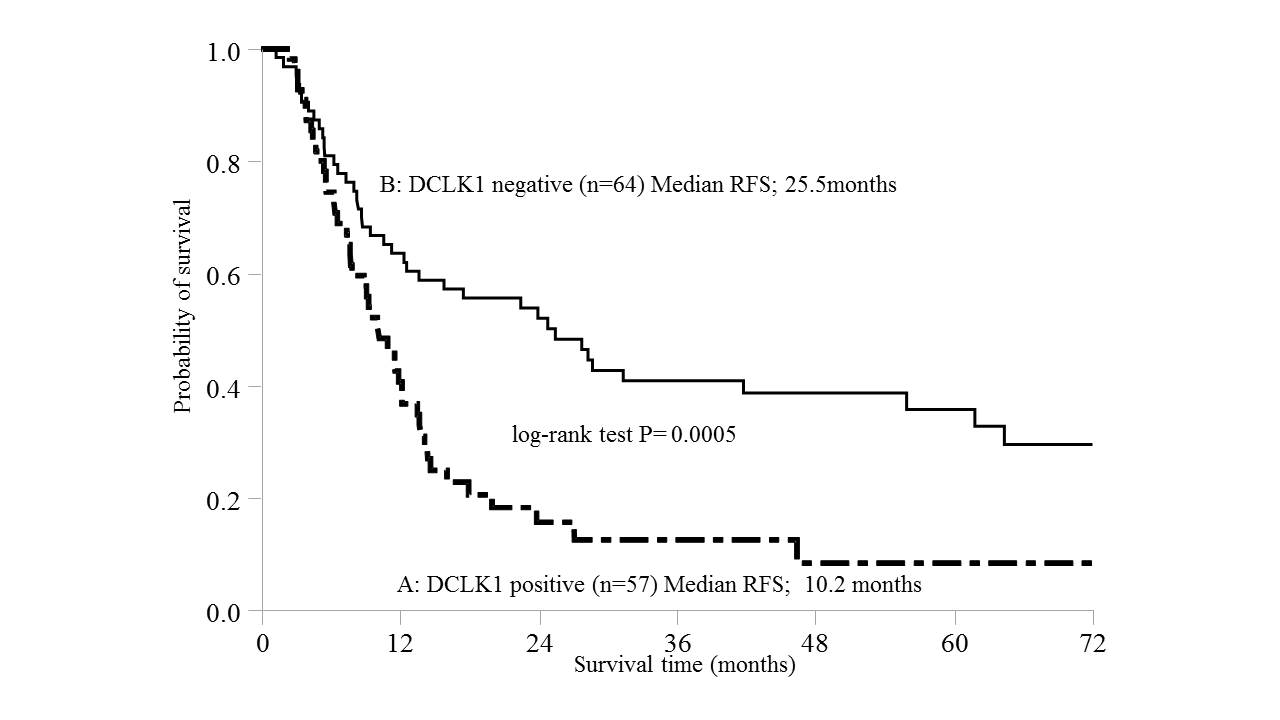 1.0
0.8
B: DCLK1 negative (n=64) Median RFS; 25.5months
Probability of survival
0.6
0.4
log-rank test P=0.0005
0.2
A: DCLK1 positive (n=57) Median RFS; 10.2 months
0.0
0 12 24 36 48 60 72
Survival time (months)